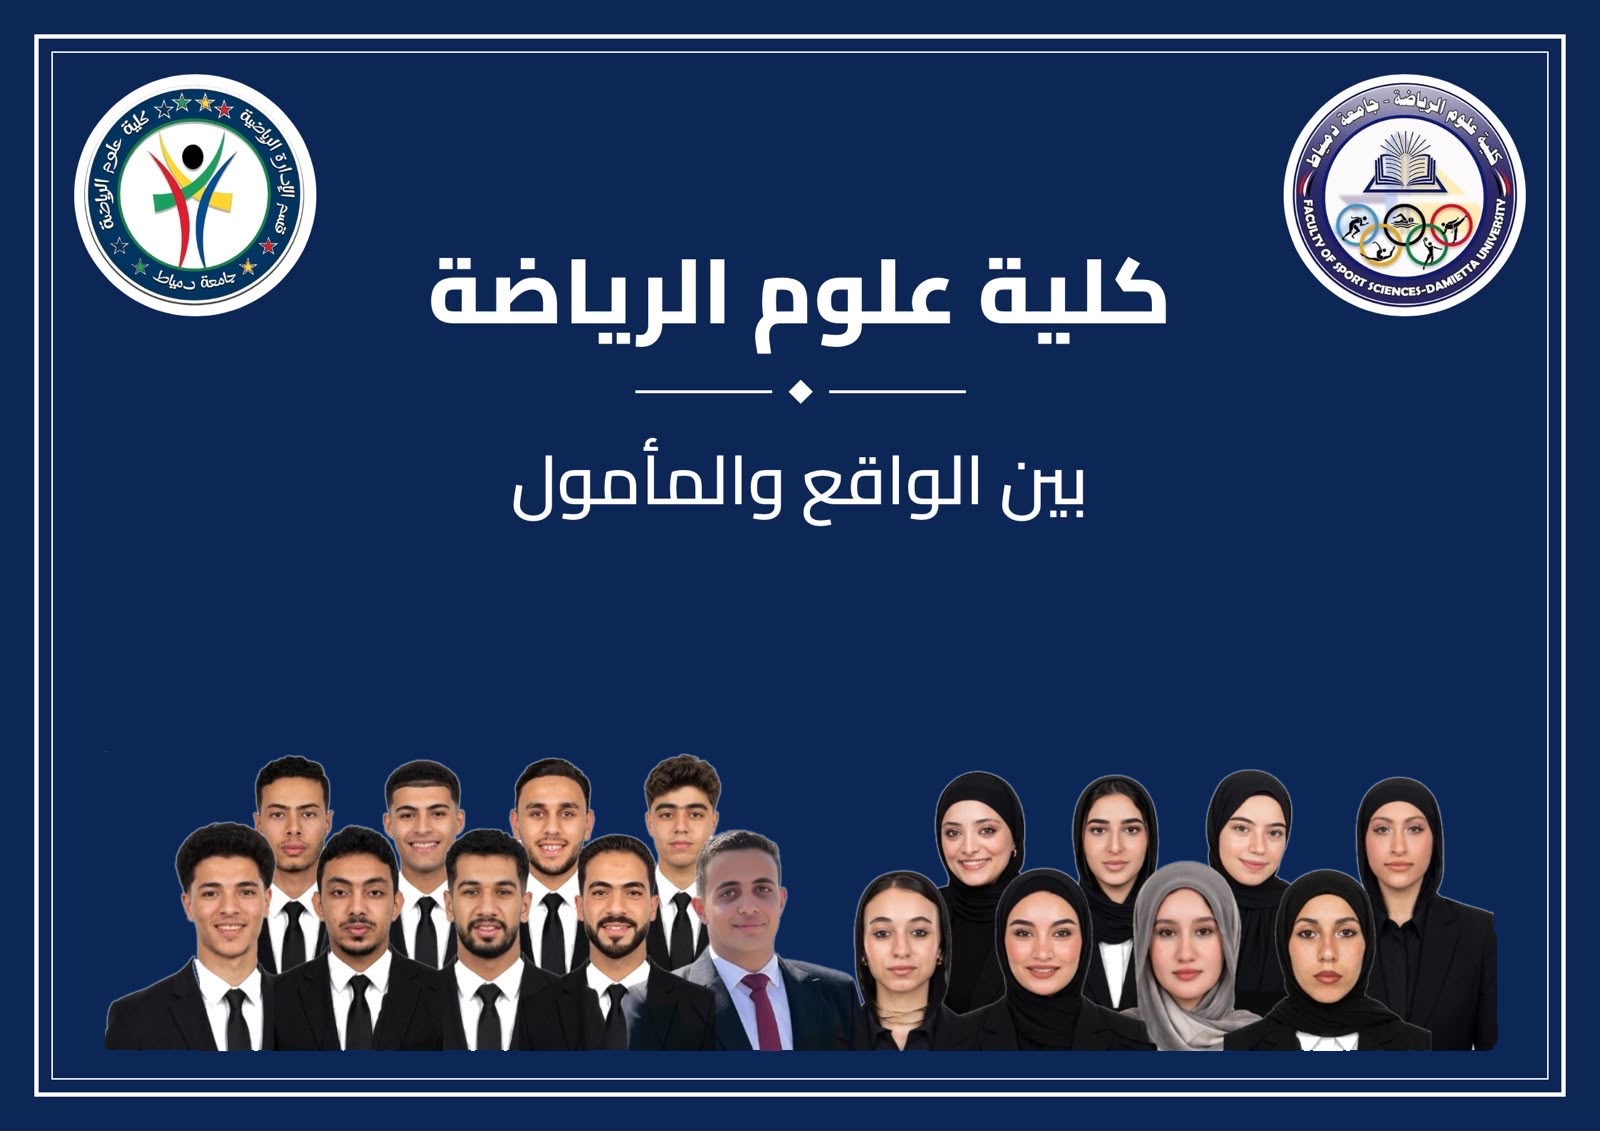 كلية علوم الرياضة - جامعة دمياط
FACULTY OF SPORT SCIENCES-DAMIETTA UNIVERSITY
كلية علوم الرياضة
قسم الإدارة الرياضية
جامعة دمياط
كلية علوم الرياضة
بين الواقع والمأمول